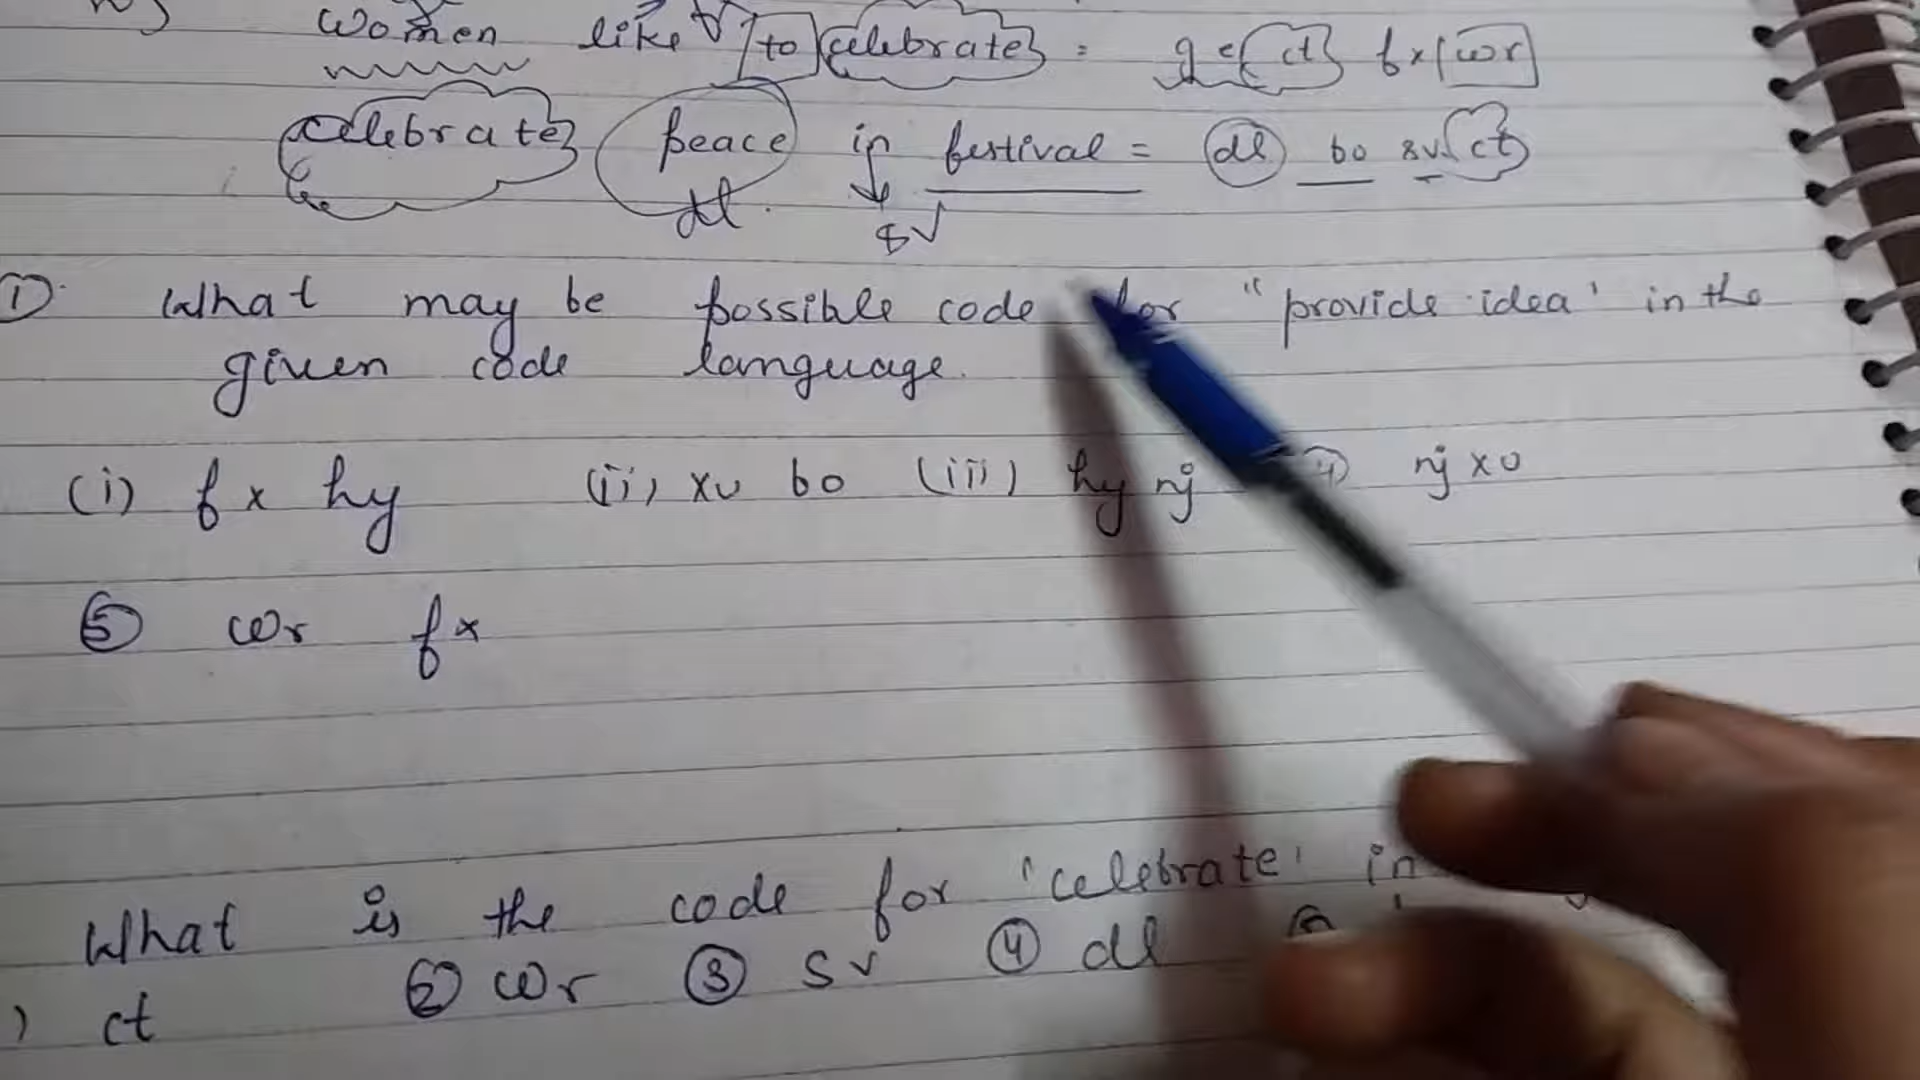 women like to celebrate = ge ct fx wr
celebrate peace in festival = dl bo sv ct
dl sv
① What may be possible code for "provide idea' in the
given code language.
(i) fx hy (ii) xu bo (iii) hy nj (4) nj xu
⑤ wr fx
What is the code for 'celebrate' in
) ct ② wr ③ sv ④ dl